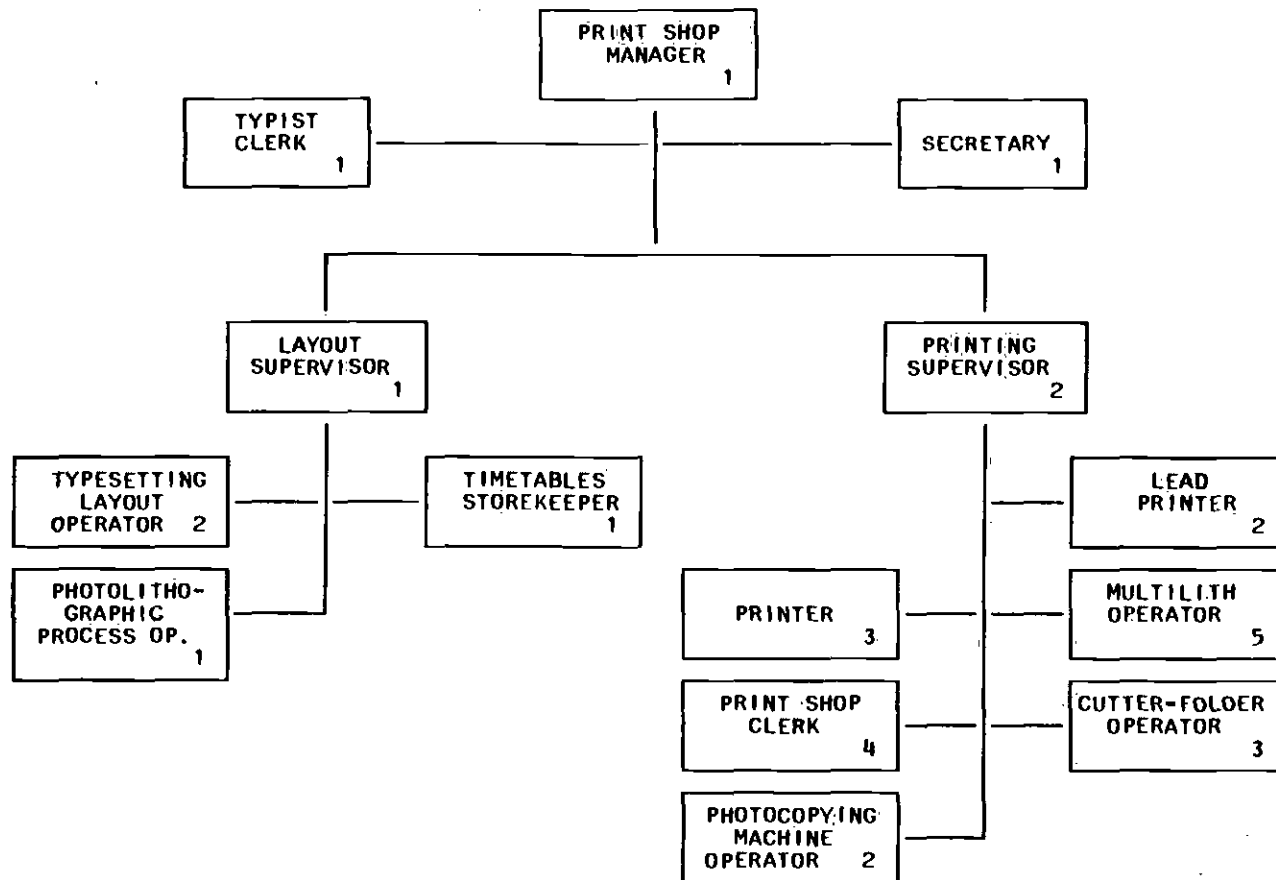 PRINT SHOP
MANAGER
1
TYPIST
CLERK
1
SECRETARY
1
LAYOUT
SUPERVISOR
1
PRINTING
SUPERVISOR
2
TYPESETTING
LAYOUT
OPERATOR 2
TIMETABLES
STOREKEEPER
1
LEAD
PRINTER
2
PHOTOLITHO-
GRAPHIC
PROCESS OP.
1
PRINTER
3
MULTILITH
OPERATOR
5
PRINT SHOP
CLERK
4
CUTTER-FOLDER
OPERATOR
3
PHOTOCOPYING
MACHINE
OPERATOR 2